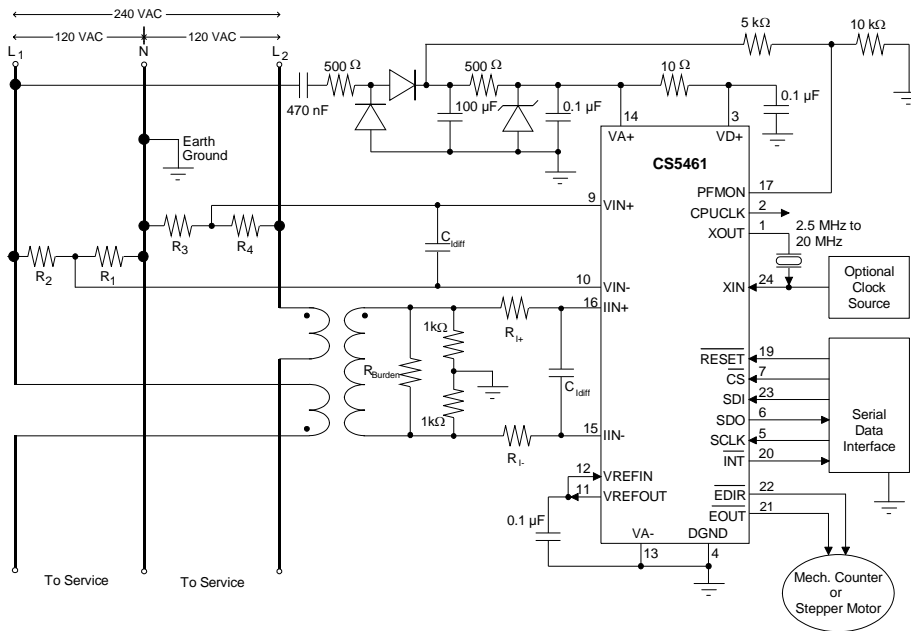 240 VAC
120 VAC
120 VAC
L1
N
L2
5 kΩ
10 kΩ
500 Ω
470 nF
500 Ω
100 µF
0.1 µF
10 Ω
0.1 µF
14
VA+
3
VD+
CS5461
Earth
Ground
9
VIN+
PFMON
17
CPUCLK
2
XOUT
1
2.5 MHz to
20 MHz
R3
R4
CIdiff
R2
R1
10
VIN-
XIN
24
Optional
Clock
Source
16
IIN+
1kΩ
RI+
RBurden
CIdiff
1kΩ
RI-
15
IIN-
RESET
19
CS
7
SDI
23
SDO
6
SCLK
5
INT
20
Serial
Data
Interface
12
VREFIN
11
VREFOUT
EDIR
22
EOUT
21
0.1 µF
VA-
13
DGND
4
To Service
To Service
Mech. Counter
or
Stepper Motor